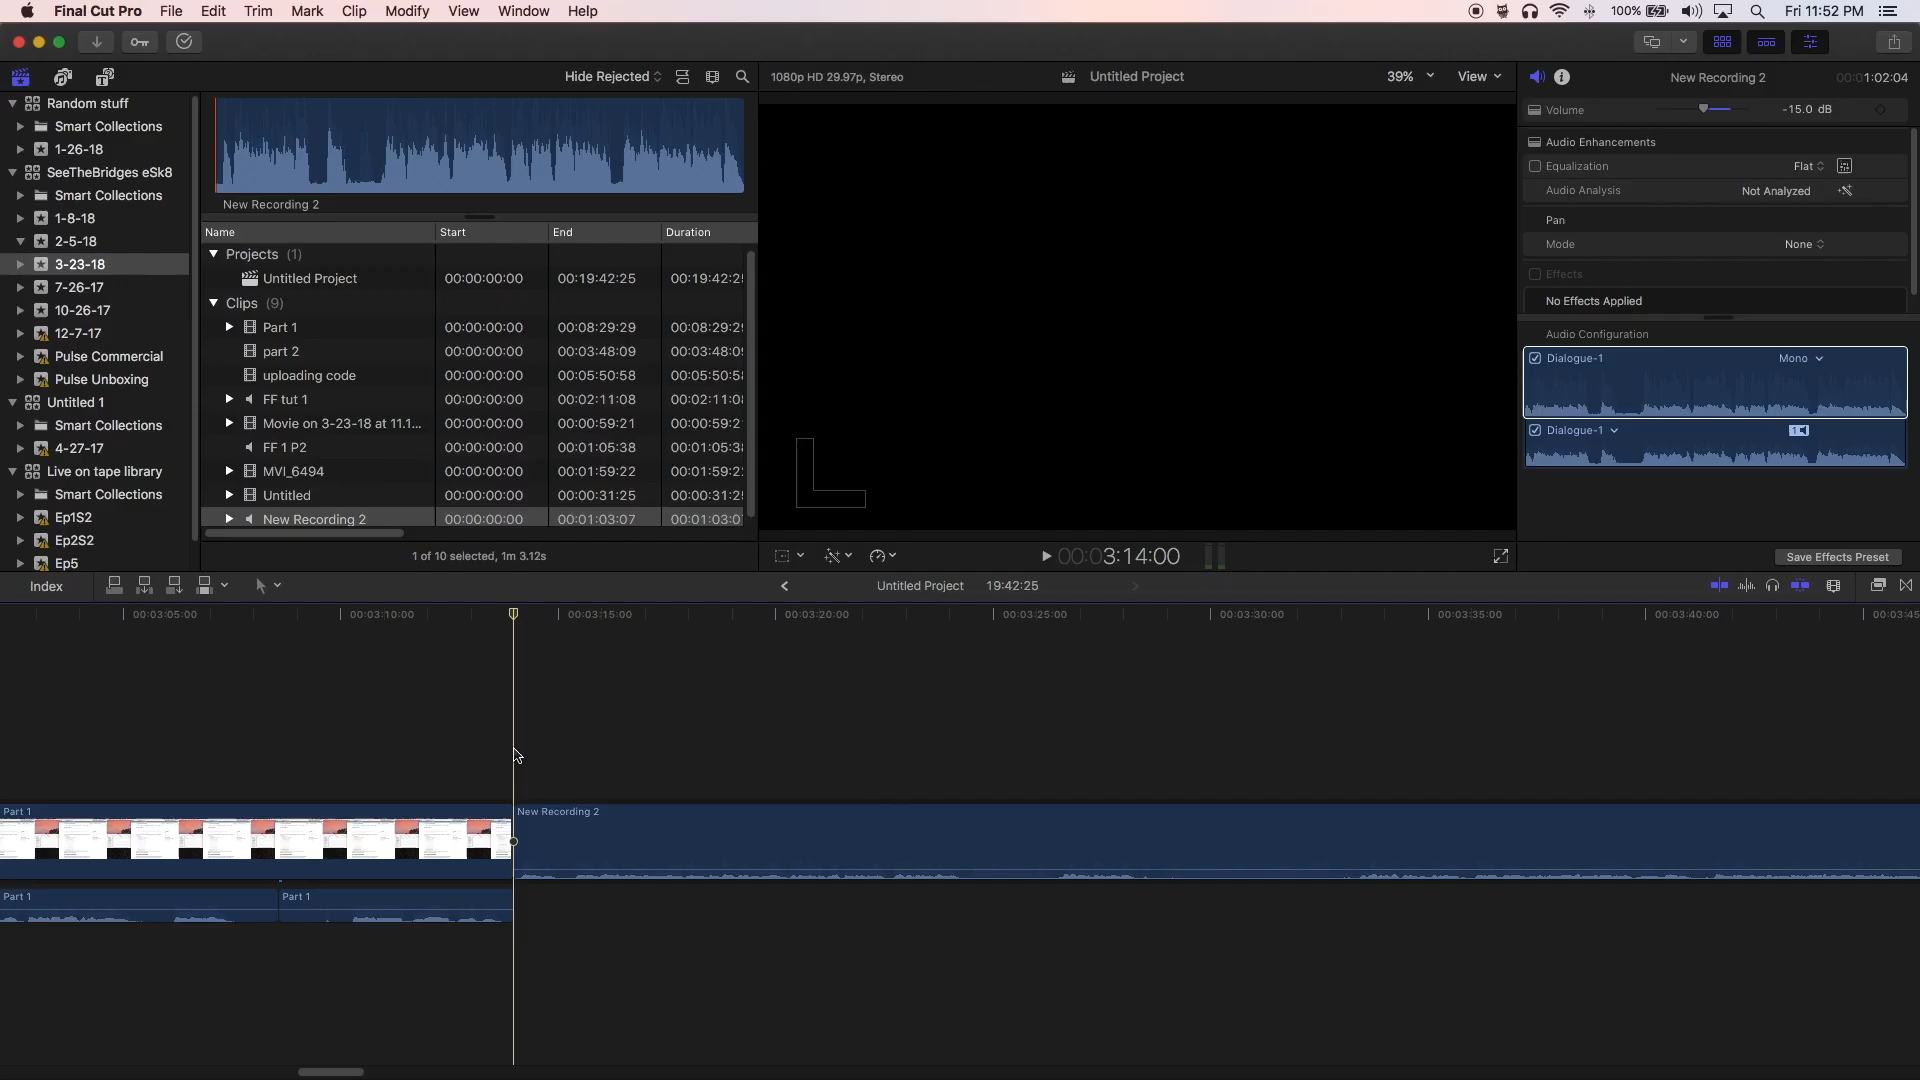 Final Cut Pro File Edit Trim Mark Clip Modify View Window Help 100% Fri 11:52 PM
Hide Rejected 1080p HD 29.97p, Stereo Untitled Project 39% View New Recording 2 00:01:02:04
Random stuff
Smart Collections
1-26-18
SeeTheBridges eSk8
Smart Collections
1-8-18
2-5-18
3-23-18
7-26-17
10-26-17
12-7-17
Pulse Commercial
Pulse Unboxing
Untitled 1
Smart Collections
4-27-17
Live on tape library
Smart Collections
Ep1S2
Ep2S2
Ep5
New Recording 2
Name Start End Duration
Projects (1)
Untitled Project 00:00:00:00 00:19:42:25 00:19:42:2
Clips (9)
Part 1 00:00:00:00 00:08:29:29 00:08:29:2
part 2 00:00:00:00 00:03:48:09 00:03:48:0
uploading code 00:00:00:00 00:05:50:58 00:05:50:5
FF tut 1 00:00:00:00 00:02:11:08 00:02:11:0
Movie on 3-23-18 at 11.1... 00:00:00:00 00:00:59:21 00:00:59:2
FF 1 P2 00:00:00:00 00:01:05:38 00:01:05:3
MVI_6494 00:00:00:00 00:01:59:22 00:01:59:2
Untitled 00:00:00:00 00:00:31:25 00:00:31:2
New Recording 2 00:00:00:00 00:01:03:07 00:01:03:0
1 of 10 selected, 1m 3.12s
00:03:14:00
Volume -15.0 dB
Audio Enhancements
Equalization Flat
Audio Analysis Not Analyzed
Pan
Mode None
Effects
No Effects Applied
Audio Configuration
Dialogue-1 Mono
Dialogue-1 1
Save Effects Preset
Index Untitled Project 19:42:25
00:03:05:00 00:03:10:00 00:03:15:00 00:03:20:00 00:03:25:00 00:03:30:00 00:03:35:00 00:03:40:00 00:03:45
Part 1 New Recording 2
Part 1 Part 1